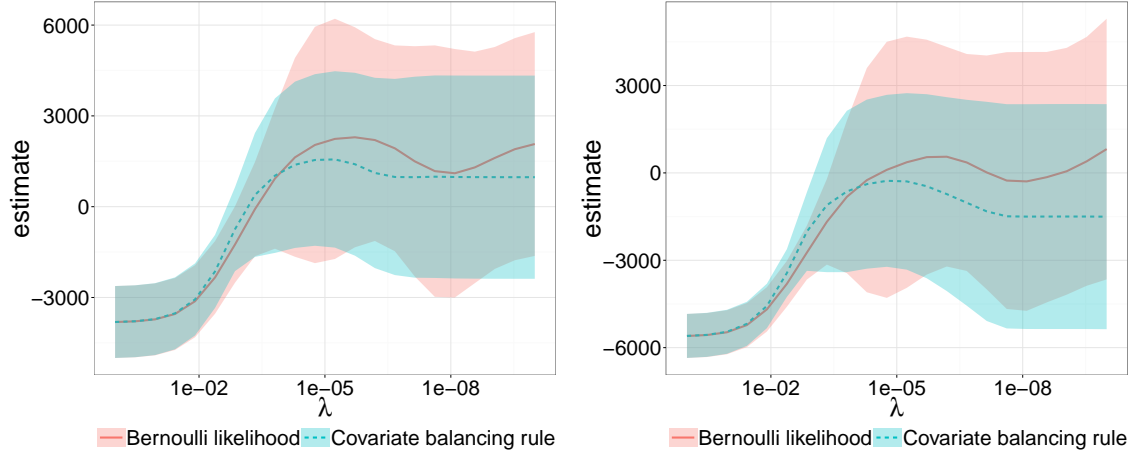 6000
3000
0
−3000
estimate
1e−02 1e−05 1e−08
λ
Bernoulli likelihood Covariate balancing rule
3000
0
−3000
−6000
estimate
1e−02 1e−05 1e−08
λ
Bernoulli likelihood Covariate balancing rule